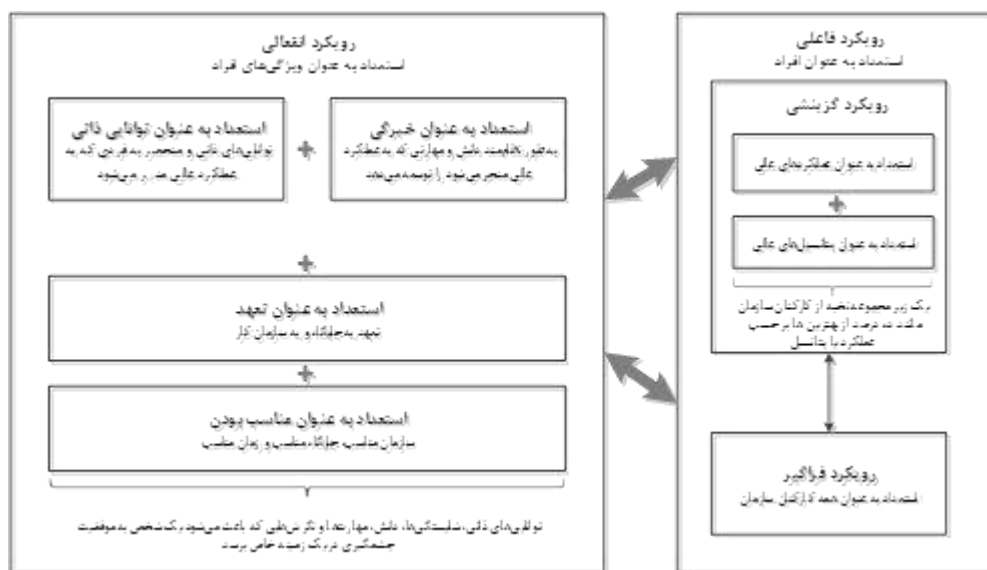 رویکرد فاعلی
استعداد به عنوان افراد
رویکرد گزینشی
استعداد به عنوان عملکردهای عالی
+
استعداد به عنوان پتانسیل‌های عالی
یک زیر مجموعه نخبه از کارکنان سازمان
مانند ده درصد از بهترین ها بر حسب
عملکرد یا پتانسیل
رویکرد فراگیر
استعداد به عنوان همه کارکنان سازمان
رویکرد انفعالی
استعداد به عنوان ویژگی‌های افراد
استعداد به عنوان خبرگی
به طور نظام‌مند دانش و مهارتی که به عملکرد
عالی منجر می‌شود را توسعه می‌دهد
+
استعداد به عنوان توانایی ذاتی
توانایی‌های ذاتی و منحصر به فردی که به
عملکرد عالی منجر می‌شود
+
استعداد به عنوان تعهد
تعهد به جایگاه و به سازمان کار
+
استعداد به عنوان مناسب بودن
سازمان مناسب، جایگاه مناسب و زمان مناسب
توانایی‌های ذاتی، شایستگی‌ها، دانش، مهارت‌ها و نگرش‌هایی که باعث می‌شود یک شخص به موفقیت
چشمگیری در یک زمینه خاص برسد